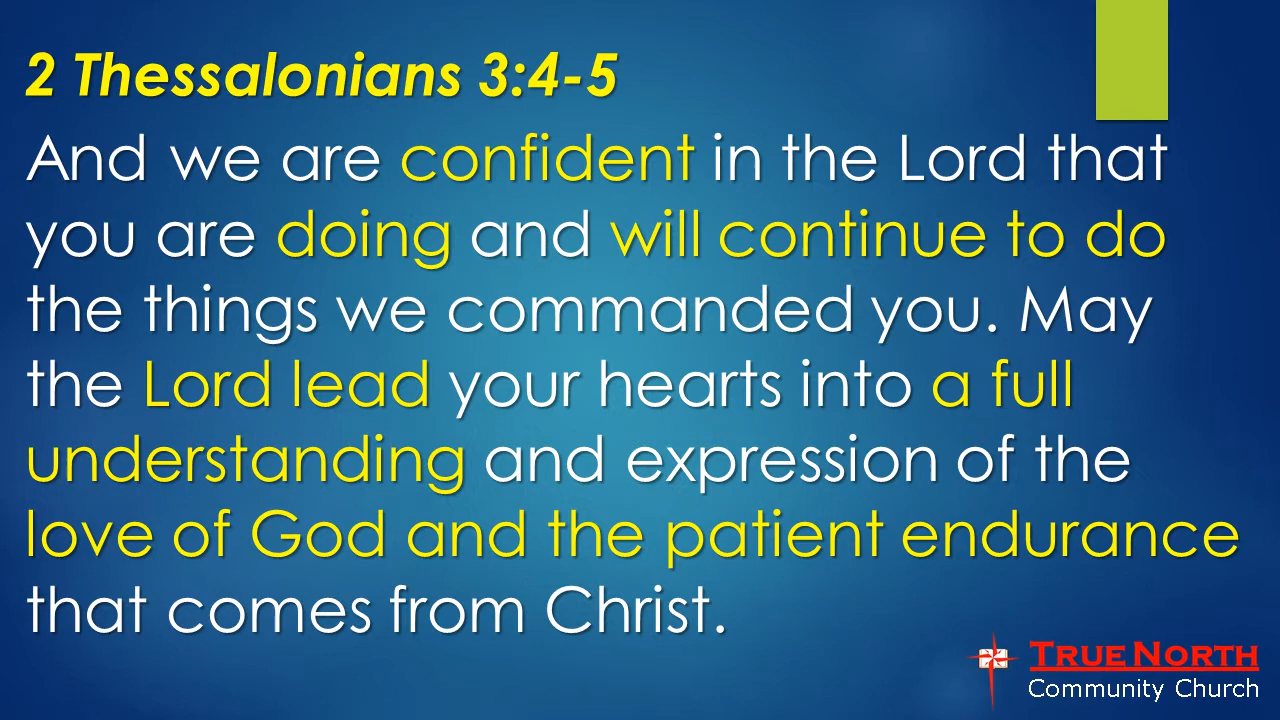 2 Thessalonians 3:4-5
And we are confident in the Lord that
you are doing and will continue to do
the things we commanded you. May
the Lord lead your hearts into a full
understanding and expression of the
love of God and the patient endurance
that comes from Christ.
TRUE NORTH
Community Church